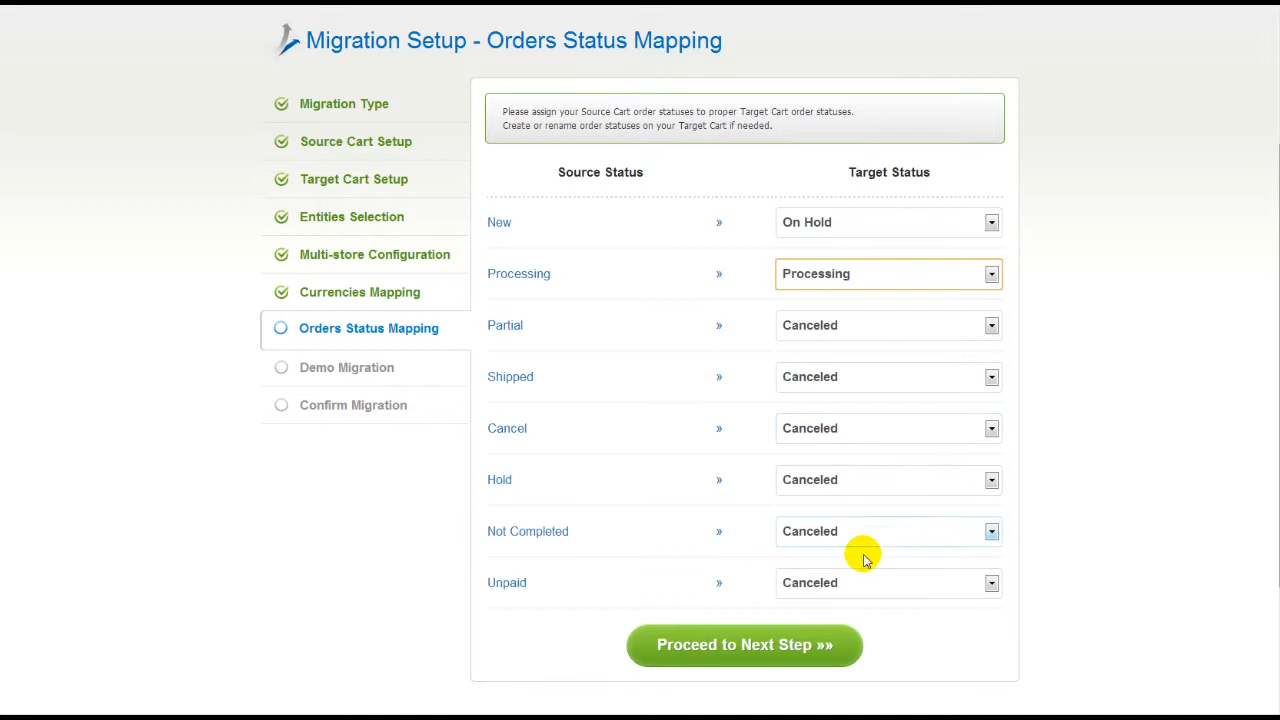 Migration Setup - Orders Status Mapping
Migration Type
Source Cart Setup
Target Cart Setup
Entities Selection
Multi-store Configuration
Currencies Mapping
Orders Status Mapping
Demo Migration
Confirm Migration
Please assign your Source Cart order statuses to proper Target Cart order statuses.
Create or rename order statuses on your Target Cart if needed.
Source Status Target Status
New » On Hold
Processing » Processing
Partial » Canceled
Shipped » Canceled
Cancel » Canceled
Hold » Canceled
Not Completed » Canceled
Unpaid » Canceled
Proceed to Next Step »»